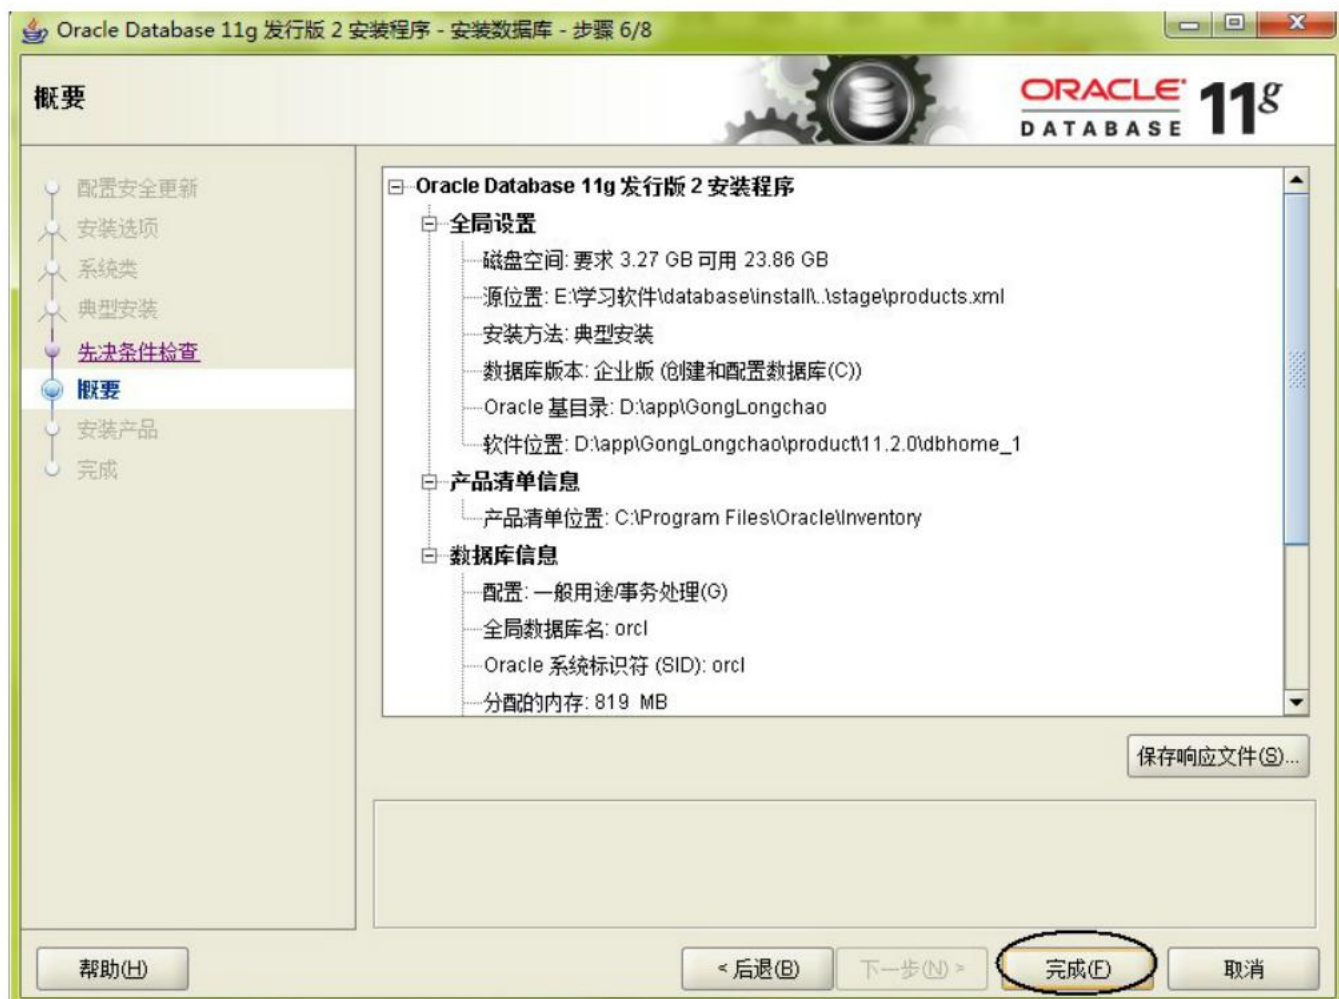 Oracle Database 11g 发行版 2 安装程序 - 安装数据库 - 步骤 6/8
概要
ORACLE
DATABASE
11g
配置安全更新
安装选项
系统类
典型安装
先决条件检查
概要
安装产品
完成
Oracle Database 11g 发行版 2 安装程序
全局设置
磁盘空间: 要求 3.27 GB 可用 23.86 GB
源位置: E:\学习软件\database\install\..\stage\products.xml
安装方法: 典型安装
数据库版本: 企业版 (创建和配置数据库(C))
Oracle 基目录: D:\app\GongLongchao
软件位置: D:\app\GongLongchao\product\11.2.0\dbhome_1
产品清单信息
产品清单位置: C:\Program Files\Oracle\Inventory
数据库信息
配置: 一般用途/事务处理(G)
全局数据库名: orcl
Oracle 系统标识符 (SID): orcl
分配的内存: 819 MB
保存响应文件(S)...
帮助(H)
< 后退(B)
下一步(N) >
完成(F)
取消